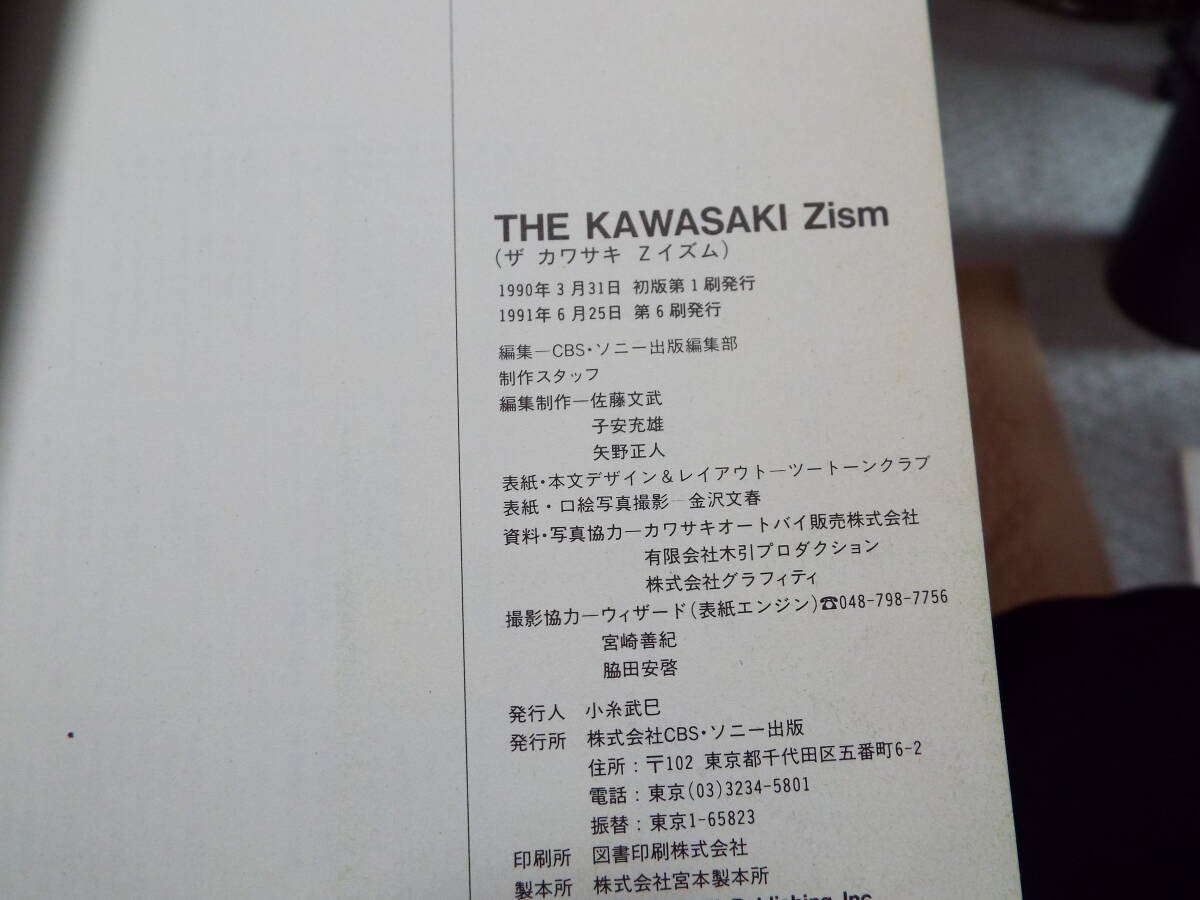 THE KAWASAKI Zism
(ザ カワサキ Zイズム)
1990年3月31日 初版第1刷発行
1991年6月25日 第6刷発行
編集─CBS・ソニー出版編集部
制作スタッフ
編集制作─佐藤文武
子安充雄
矢野正人
表紙・本文デザイン&レイアウト─ツートーンクラブ
表紙・口絵写真撮影─金沢文春
資料・写真協力─カワサキオートバイ販売株式会社
有限会社木引プロダクション
株式会社グラフィティ
撮影協力─ウィザード(表紙エンジン)☎048-798-7756
宮崎善紀
脇田安啓
発行人 小糸武巳
発行所 株式会社CBS・ソニー出版
住所：〒102 東京都千代田区五番町6-2
電話：東京(03)3234-5801
振替：東京1-65823
印刷所 図書印刷株式会社
製本所 株式会社宮本製本所
Publishing Inc